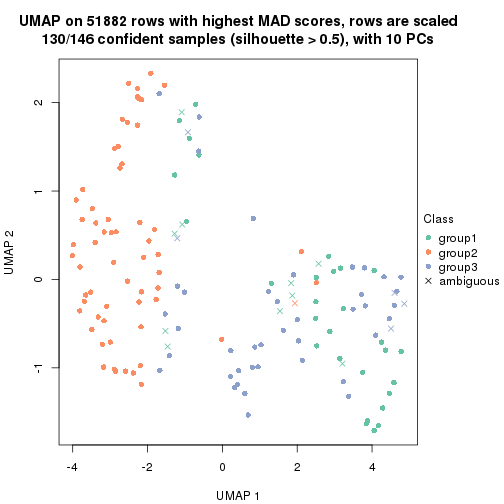 UMAP on 51882 rows with highest MAD scores, rows are scaled
130/146 confident samples (silhouette > 0.5), with 10 PCs
2
1
0
-1
UMAP 2
-4
-2
0
2
4
UMAP 1
Class
group1
group2
group3
ambiguous